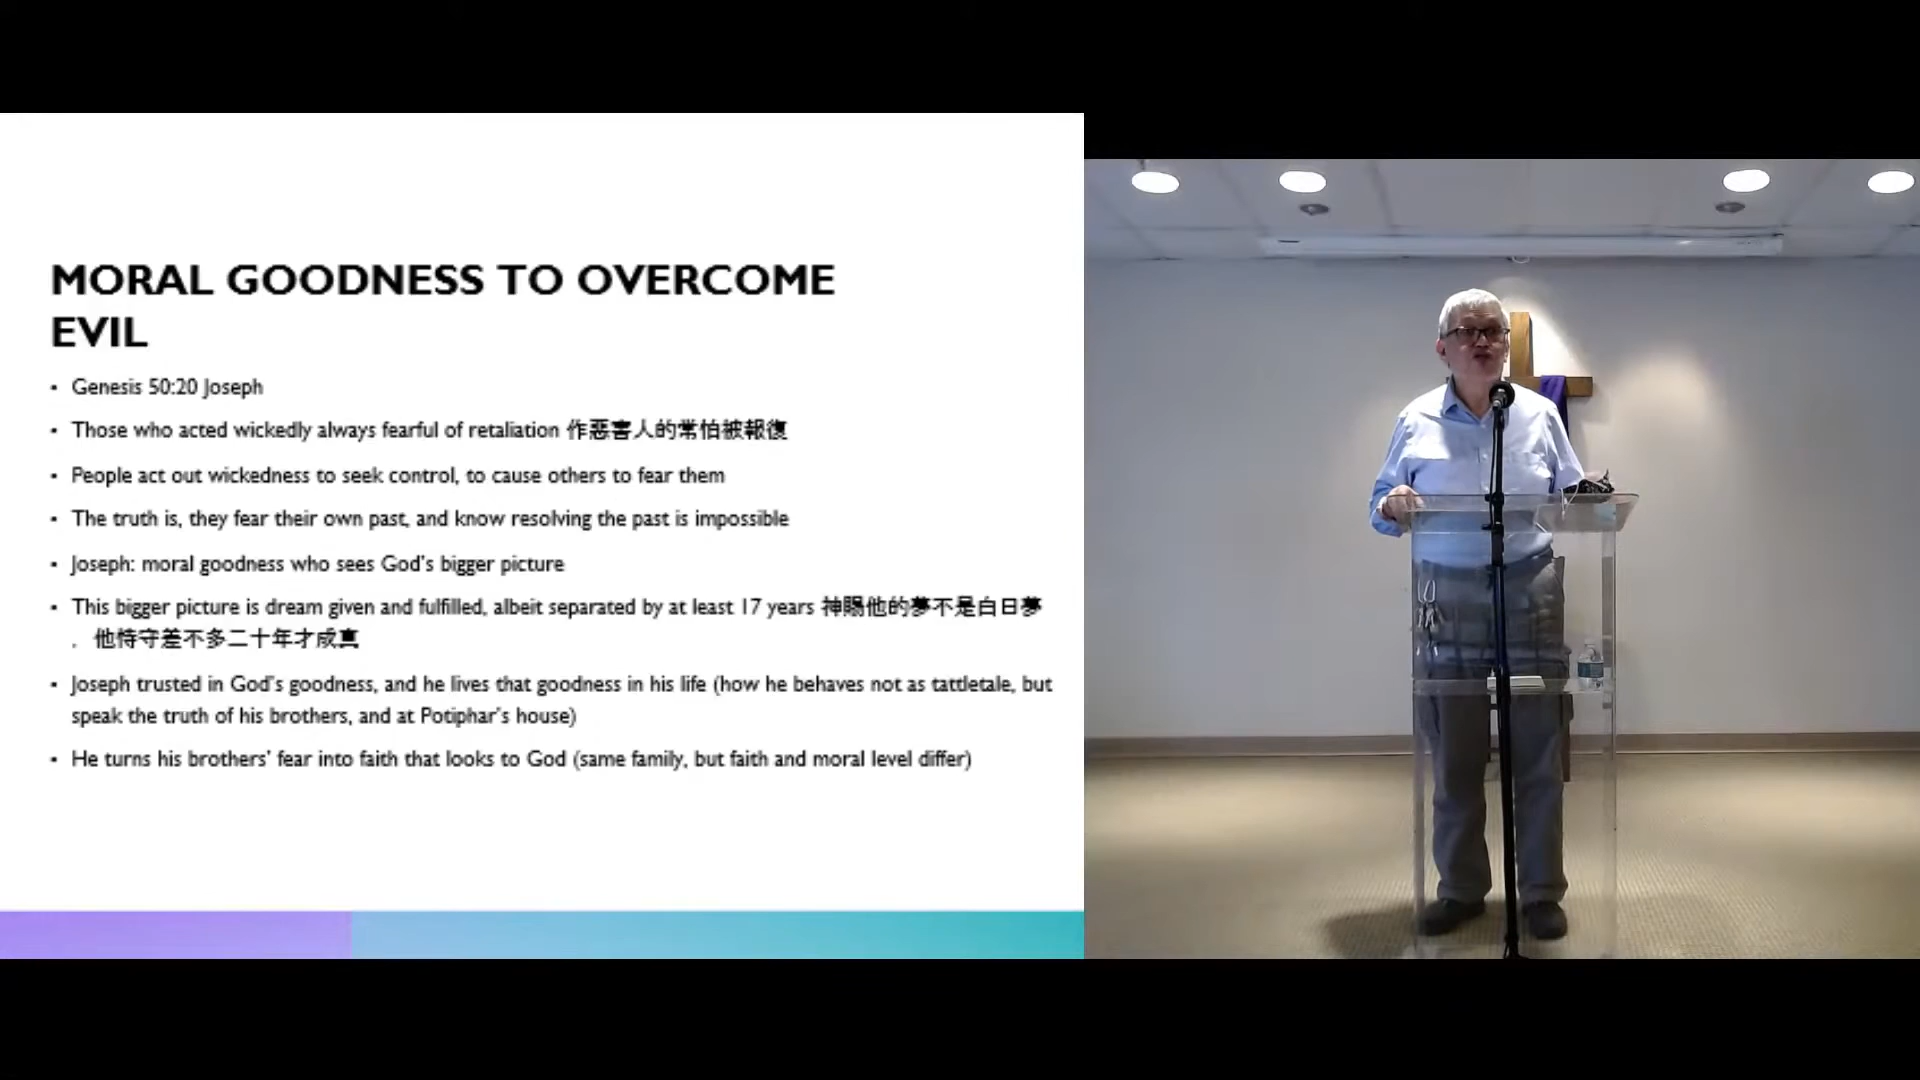 MORAL GOODNESS TO OVERCOME
EVIL
• Genesis 50:20 Joseph
• Those who acted wickedly always fearful of retaliation 作惡害人的常怕被報復
• People act out wickedness to seek control, to cause others to fear them
• The truth is, they fear their own past, and know resolving the past is impossible
• Joseph: moral goodness who sees God's bigger picture
• This bigger picture is dream given and fulfilled, albeit separated by at least 17 years 神賜他的夢不是白日夢
．他恃守差不多二十年才成真
• Joseph trusted in God's goodness, and he lives that goodness in his life (how he behaves not as tattletale, but
speak the truth of his brothers, and at Potiphar's house)
• He turns his brothers' fear into faith that looks to God (same family, but faith and moral level differ)